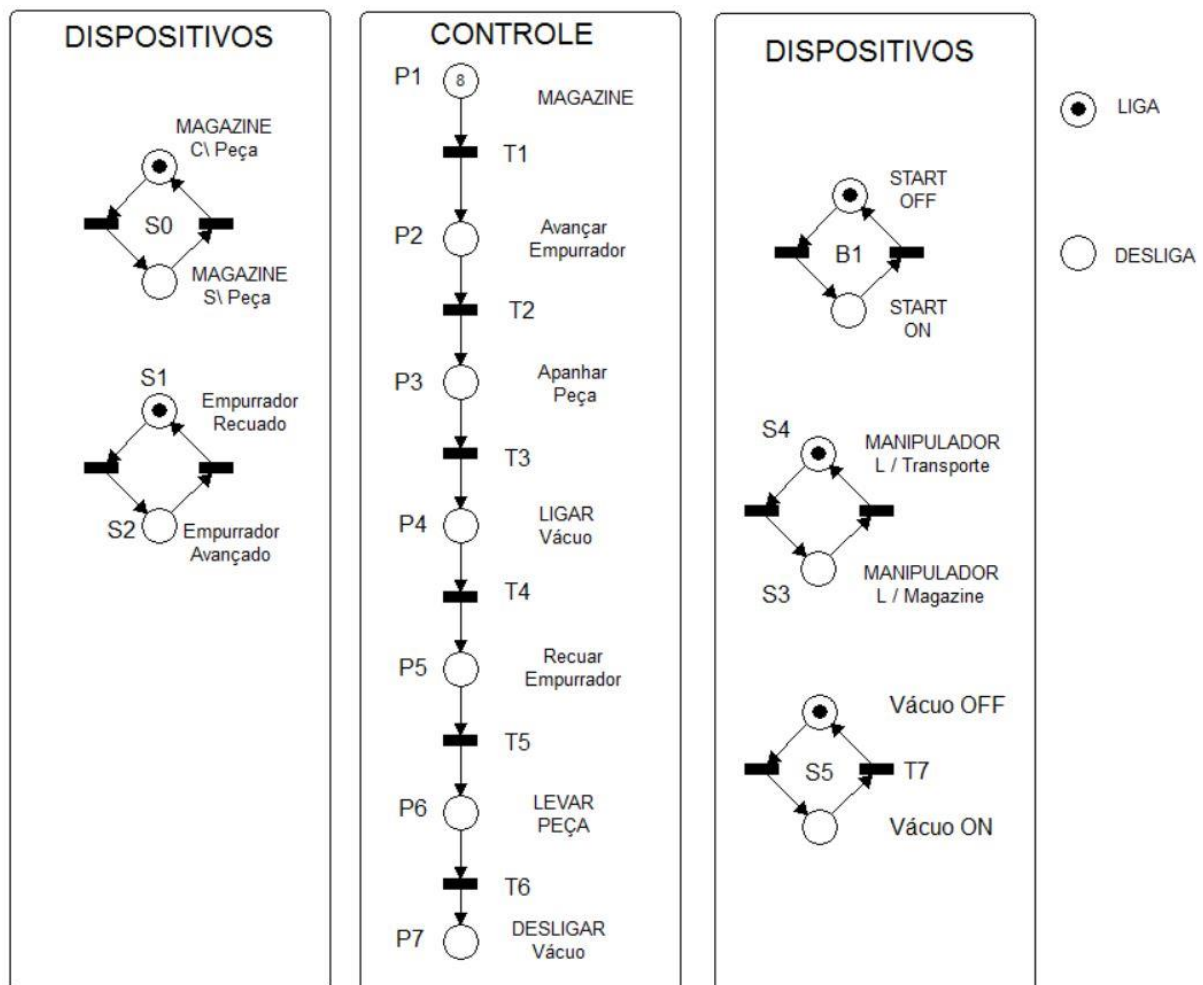 DISPOSITIVOS
MAGAZINE
C\ Peça
S0
MAGAZINE
S\ Peça
S1
Empurrador
Recuado
S2
Empurrador
Avançado
CONTROLE
P1
8
MAGAZINE
T1
P2
Avançar
Empurrador
T2
P3
Apanhar
Peça
T3
P4
LIGAR
Vácuo
T4
P5
Recuar
Empurrador
T5
P6
LEVAR
PEÇA
T6
P7
DESLIGAR
Vácuo
DISPOSITIVOS
START
OFF
B1
START
ON
S4
MANIPULADOR
L / Transporte
S3
MANIPULADOR
L / Magazine
Vácuo OFF
S5
T7
Vácuo ON
LIGA
DESLIGA